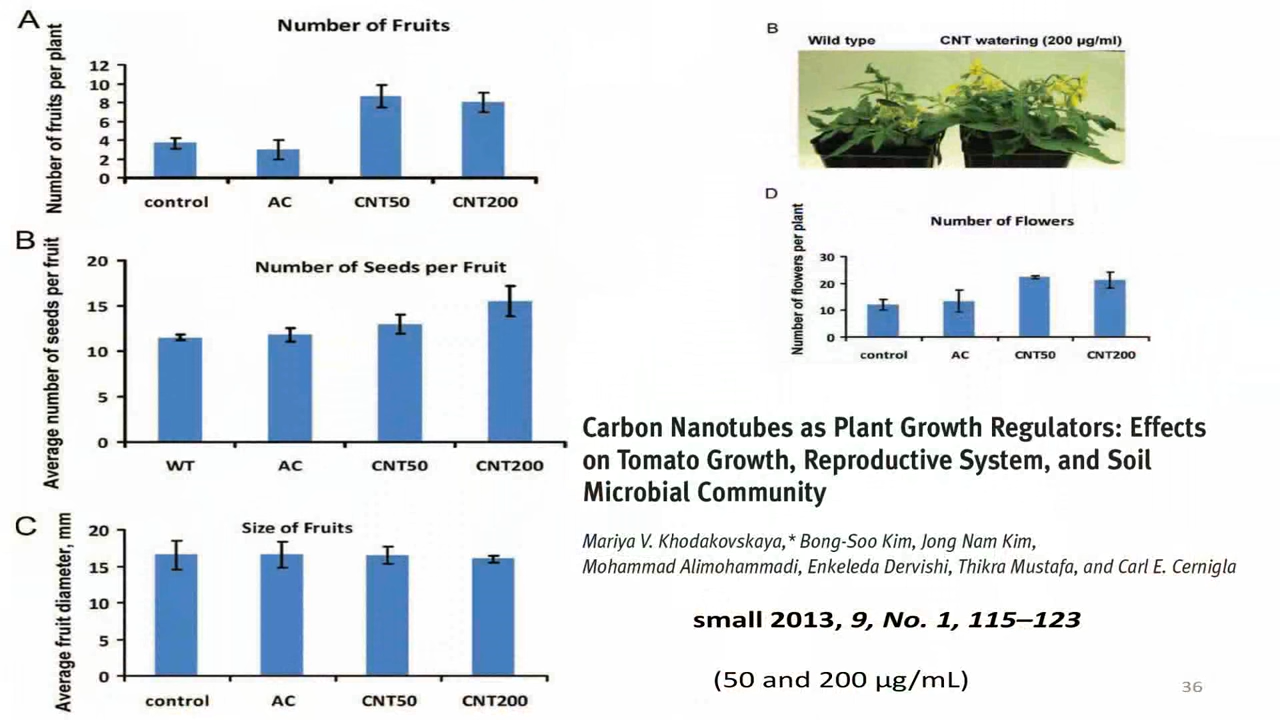 A
Number of Fruits
Number of fruits per plant
12
10
8
6
4
2
0
control AC CNT50 CNT200
B
Number of Seeds per Fruit
Average number of seeds per fruit
20
15
10
5
0
WT AC CNT50 CNT200
C
Size of Fruits
Average fruit diameter, mm
20
15
10
5
0
control AC CNT50 CNT200
B
Wild type CNT watering (200 µg/ml)
D
Number of Flowers
Number of flowers per plant
30
20
10
0
control AC CNT50 CNT200
Carbon Nanotubes as Plant Growth Regulators: Effects
on Tomato Growth, Reproductive System, and Soil
Microbial Community
Mariya V. Khodakovskaya,* Bong-Soo Kim, Jong Nam Kim,
Mohammad Alimohammadi, Enkeleda Dervishi, Thikra Mustafa, and Carl E. Cernigla
small 2013, 9, No. 1, 115–123
(50 and 200 µg/mL)
36